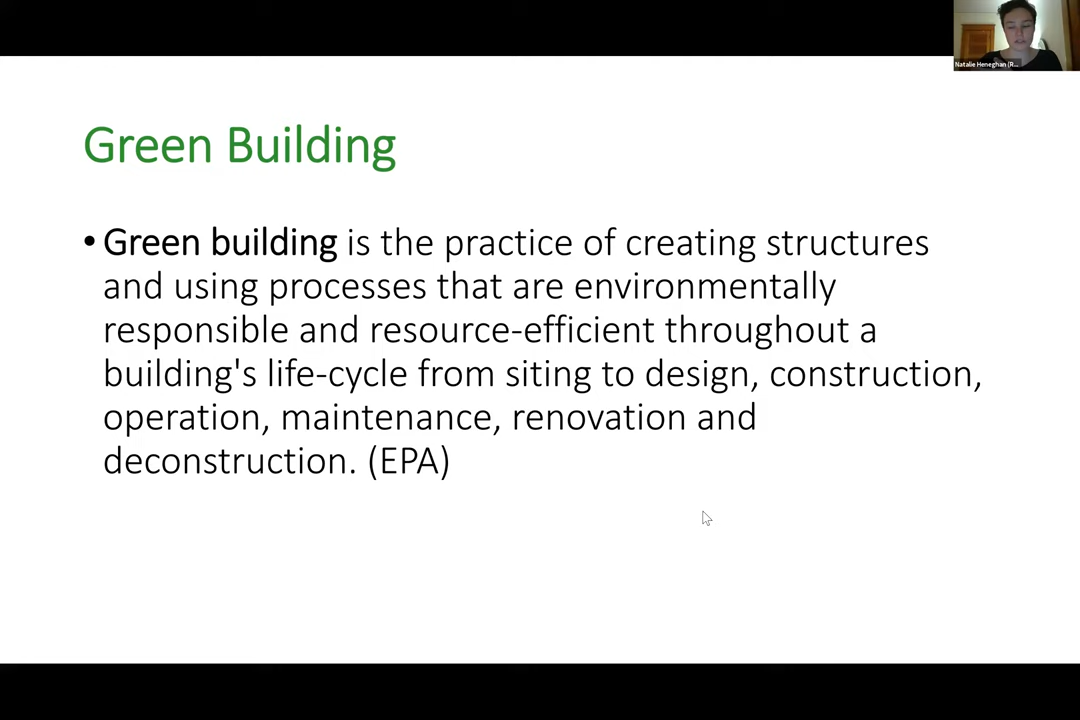 Natalie Heneghan (R...
Green Building
• Green building is the practice of creating structures
and using processes that are environmentally
responsible and resource-efficient throughout a
building's life-cycle from siting to design, construction,
operation, maintenance, renovation and
deconstruction. (EPA)